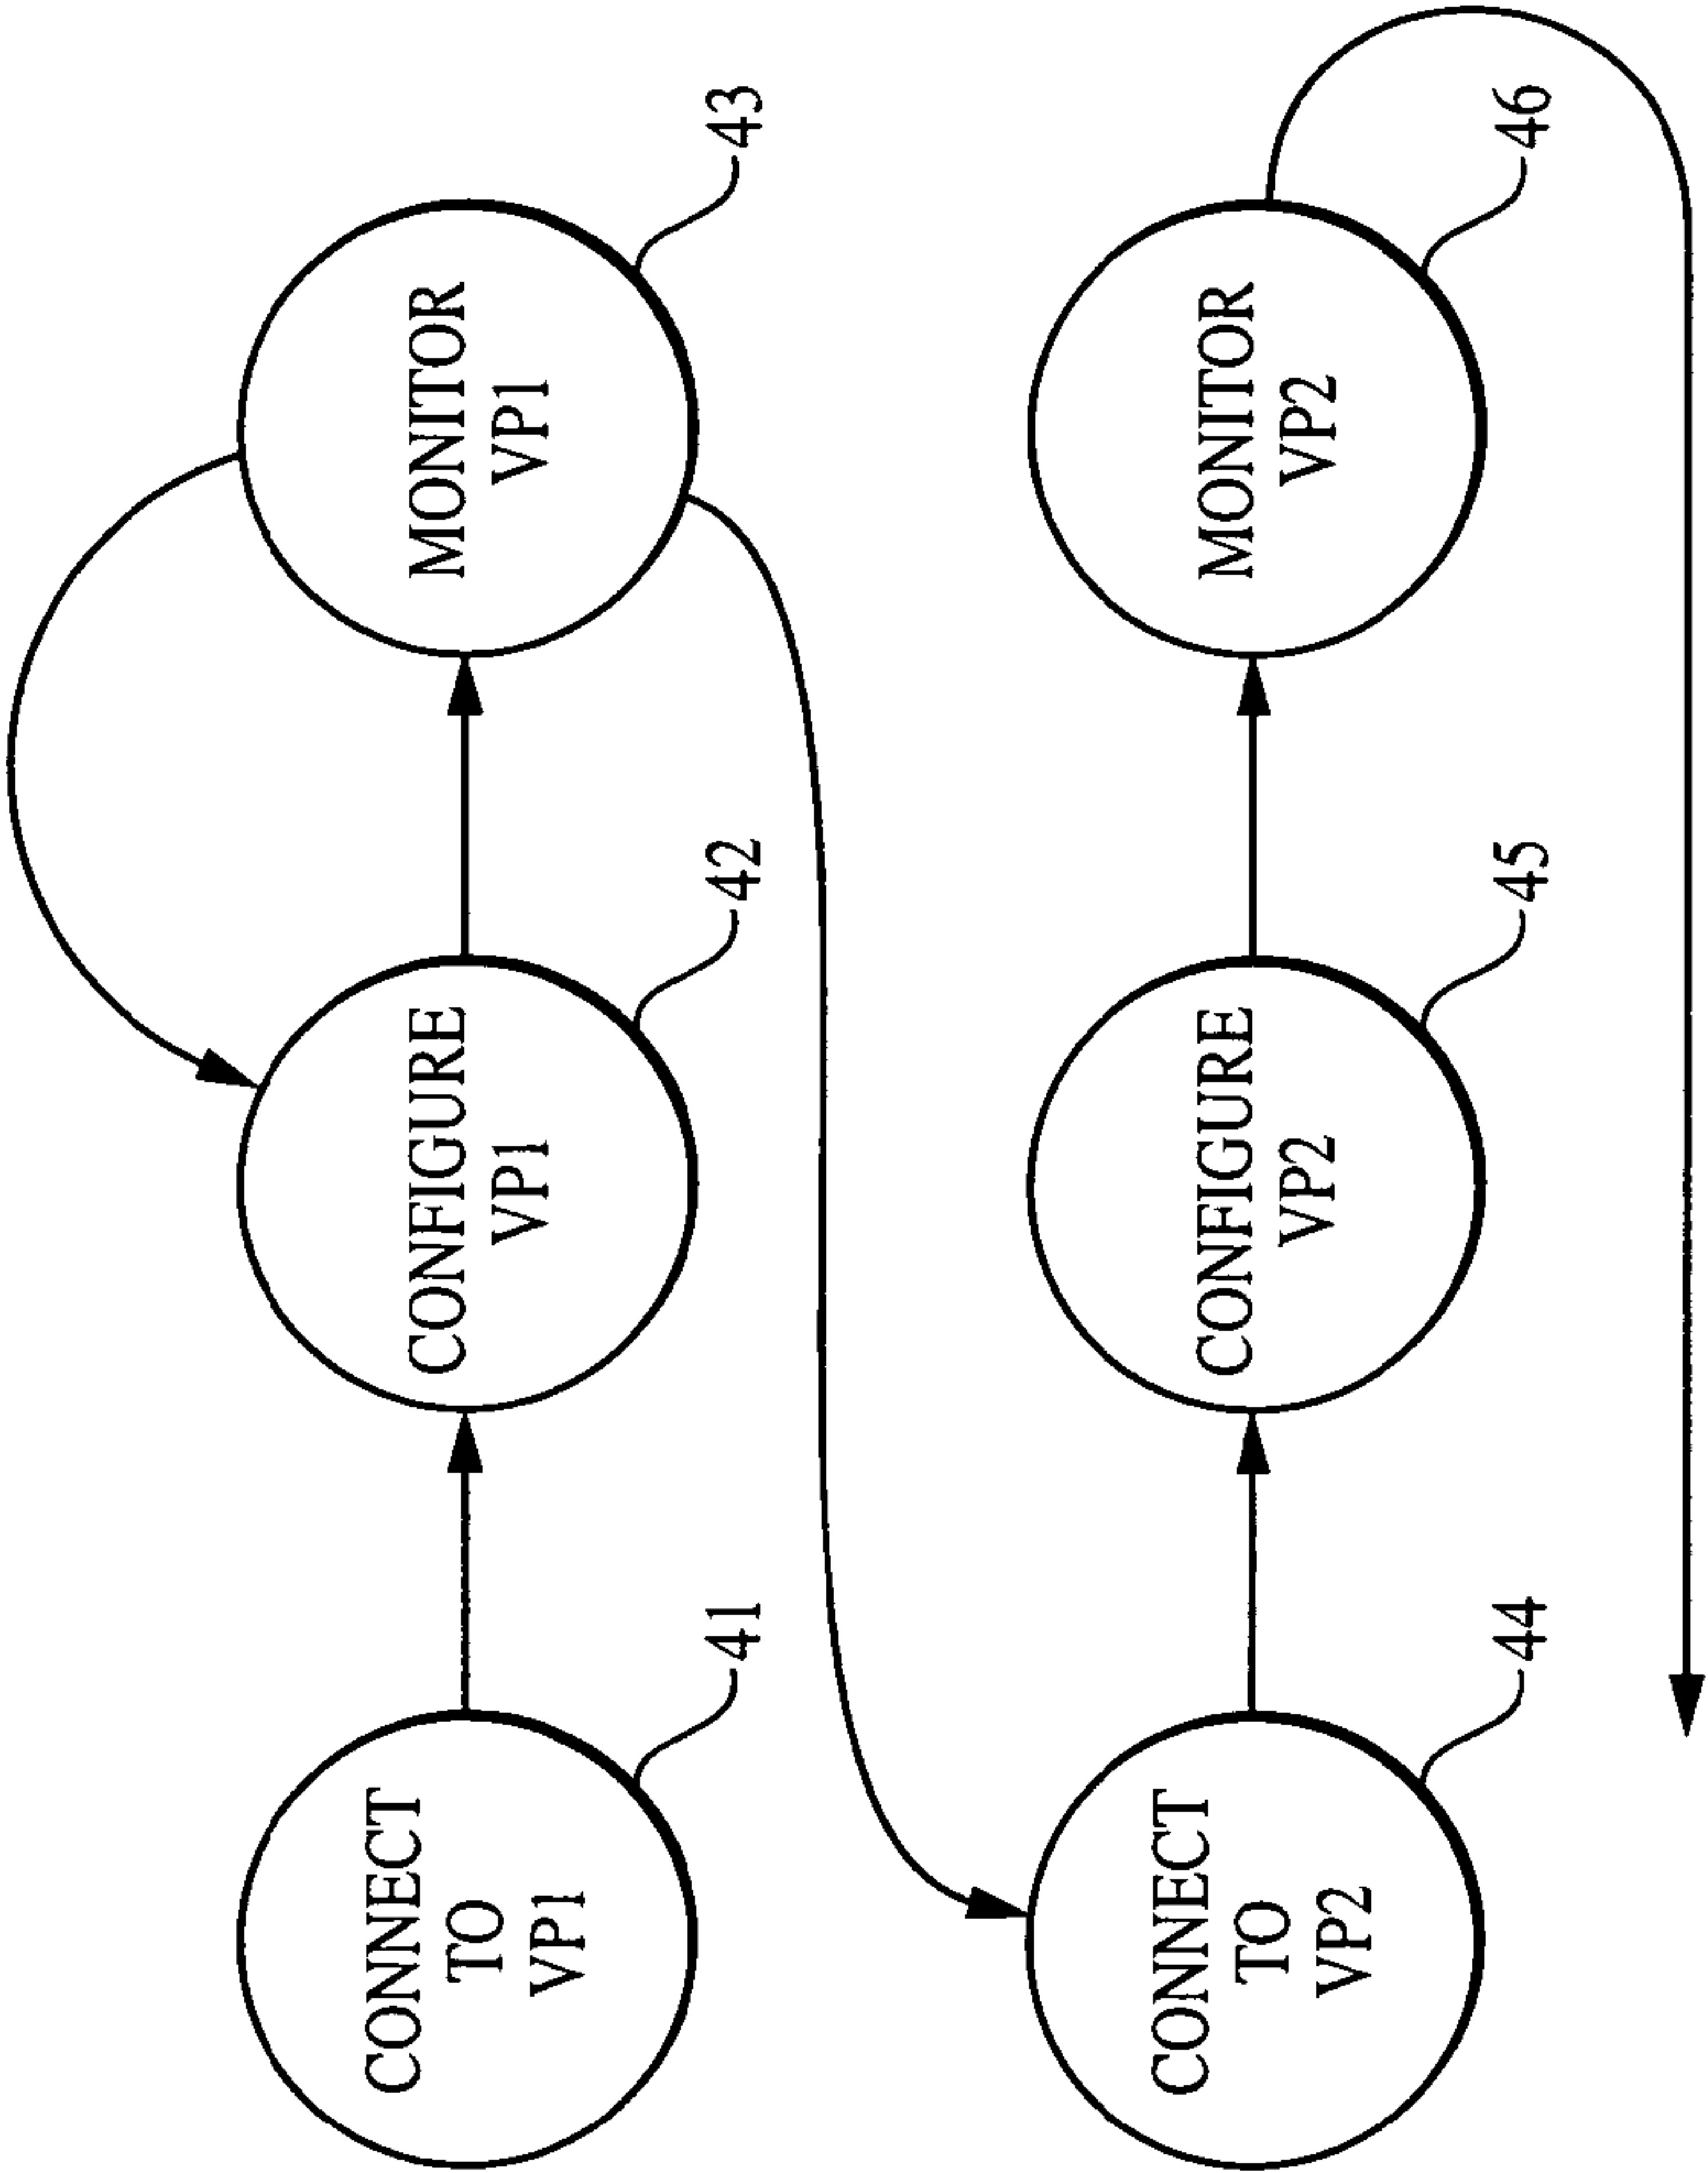 CONNECT
TO
VP1
41
CONFIGURE
VP1
42
MONITOR
VP1
43
CONNECT
TO
VP2
44
CONFIGURE
VP2
45
MONITOR
VP2
46